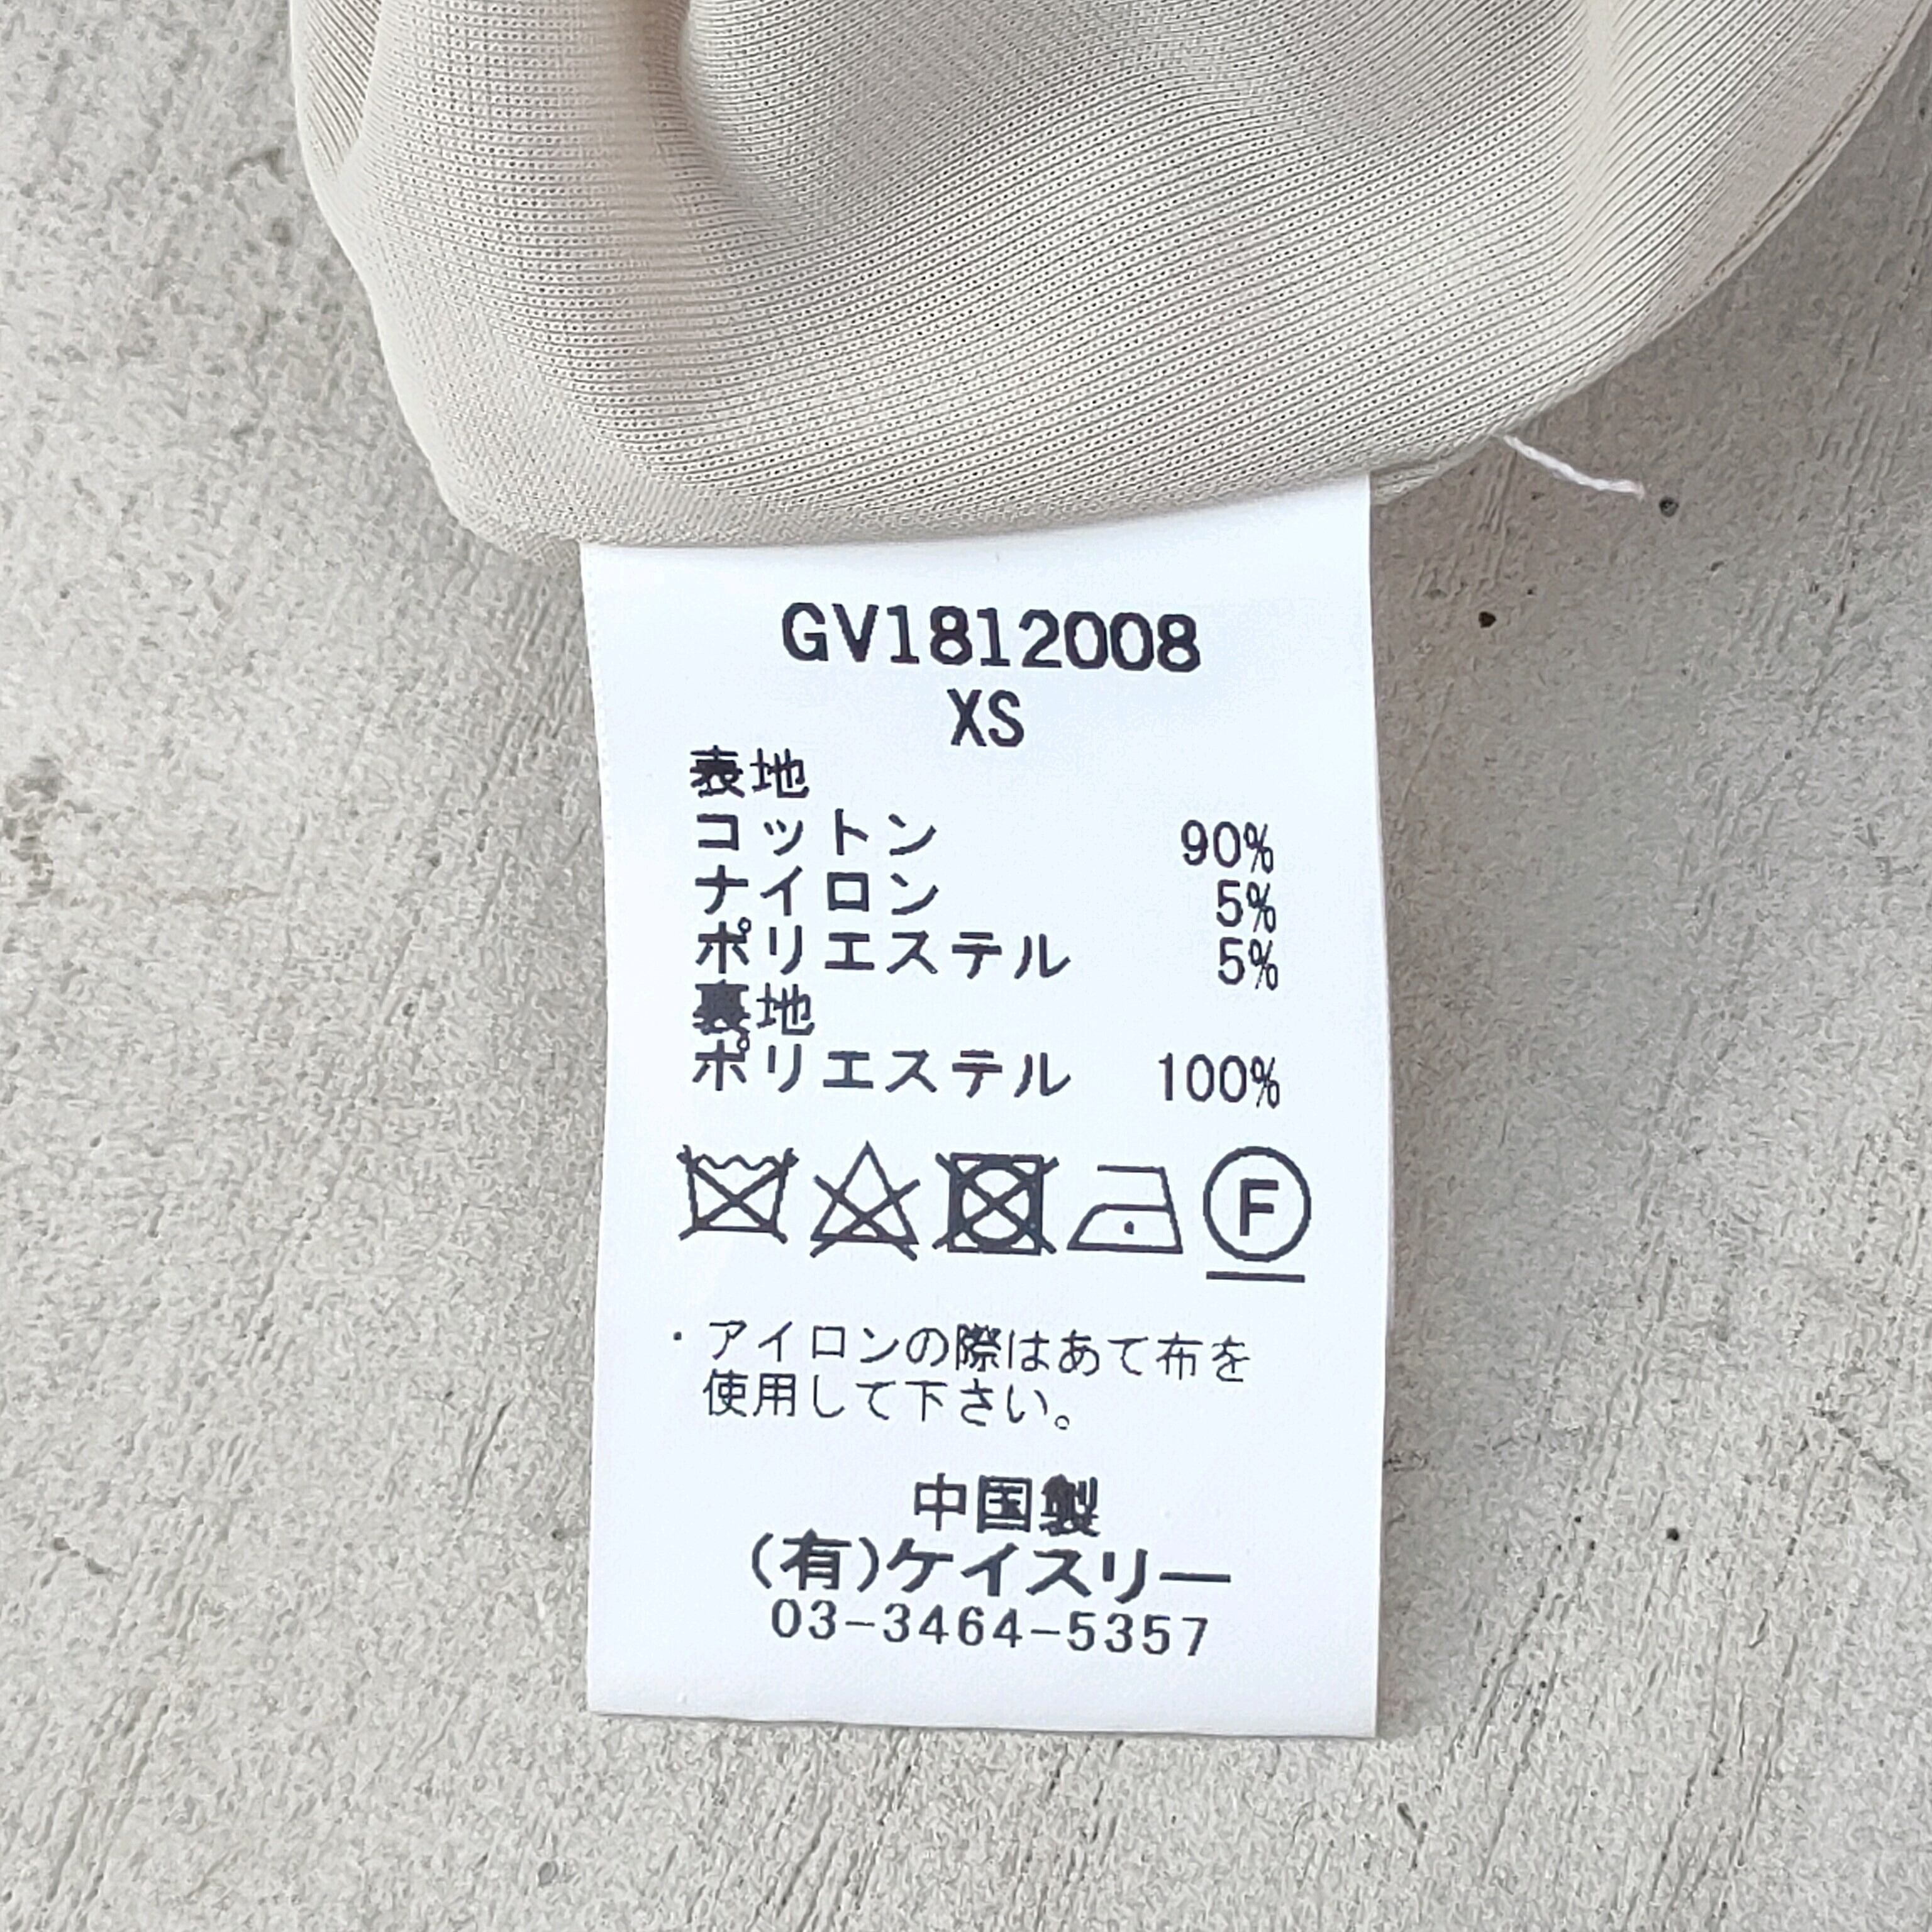 GV1812008
XS
表地
コットン 90%
ナイロン 5%
ポリエステル 5%
裏地
ポリエステル 100%
F
・アイロンの際はあて布を
使用して下さい。
中国製
(有)ケイスリー
03-3464-5357